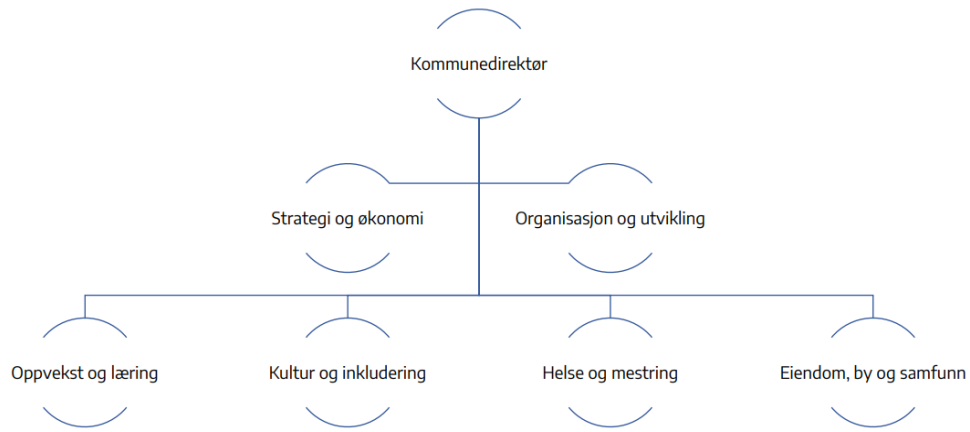 Kommunedirektør
Strategi og økonomi
Organisasjon og utvikling
Oppvekst og læring
Kultur og inkludering
Helse og mestring
Eiendom, by og samfunn